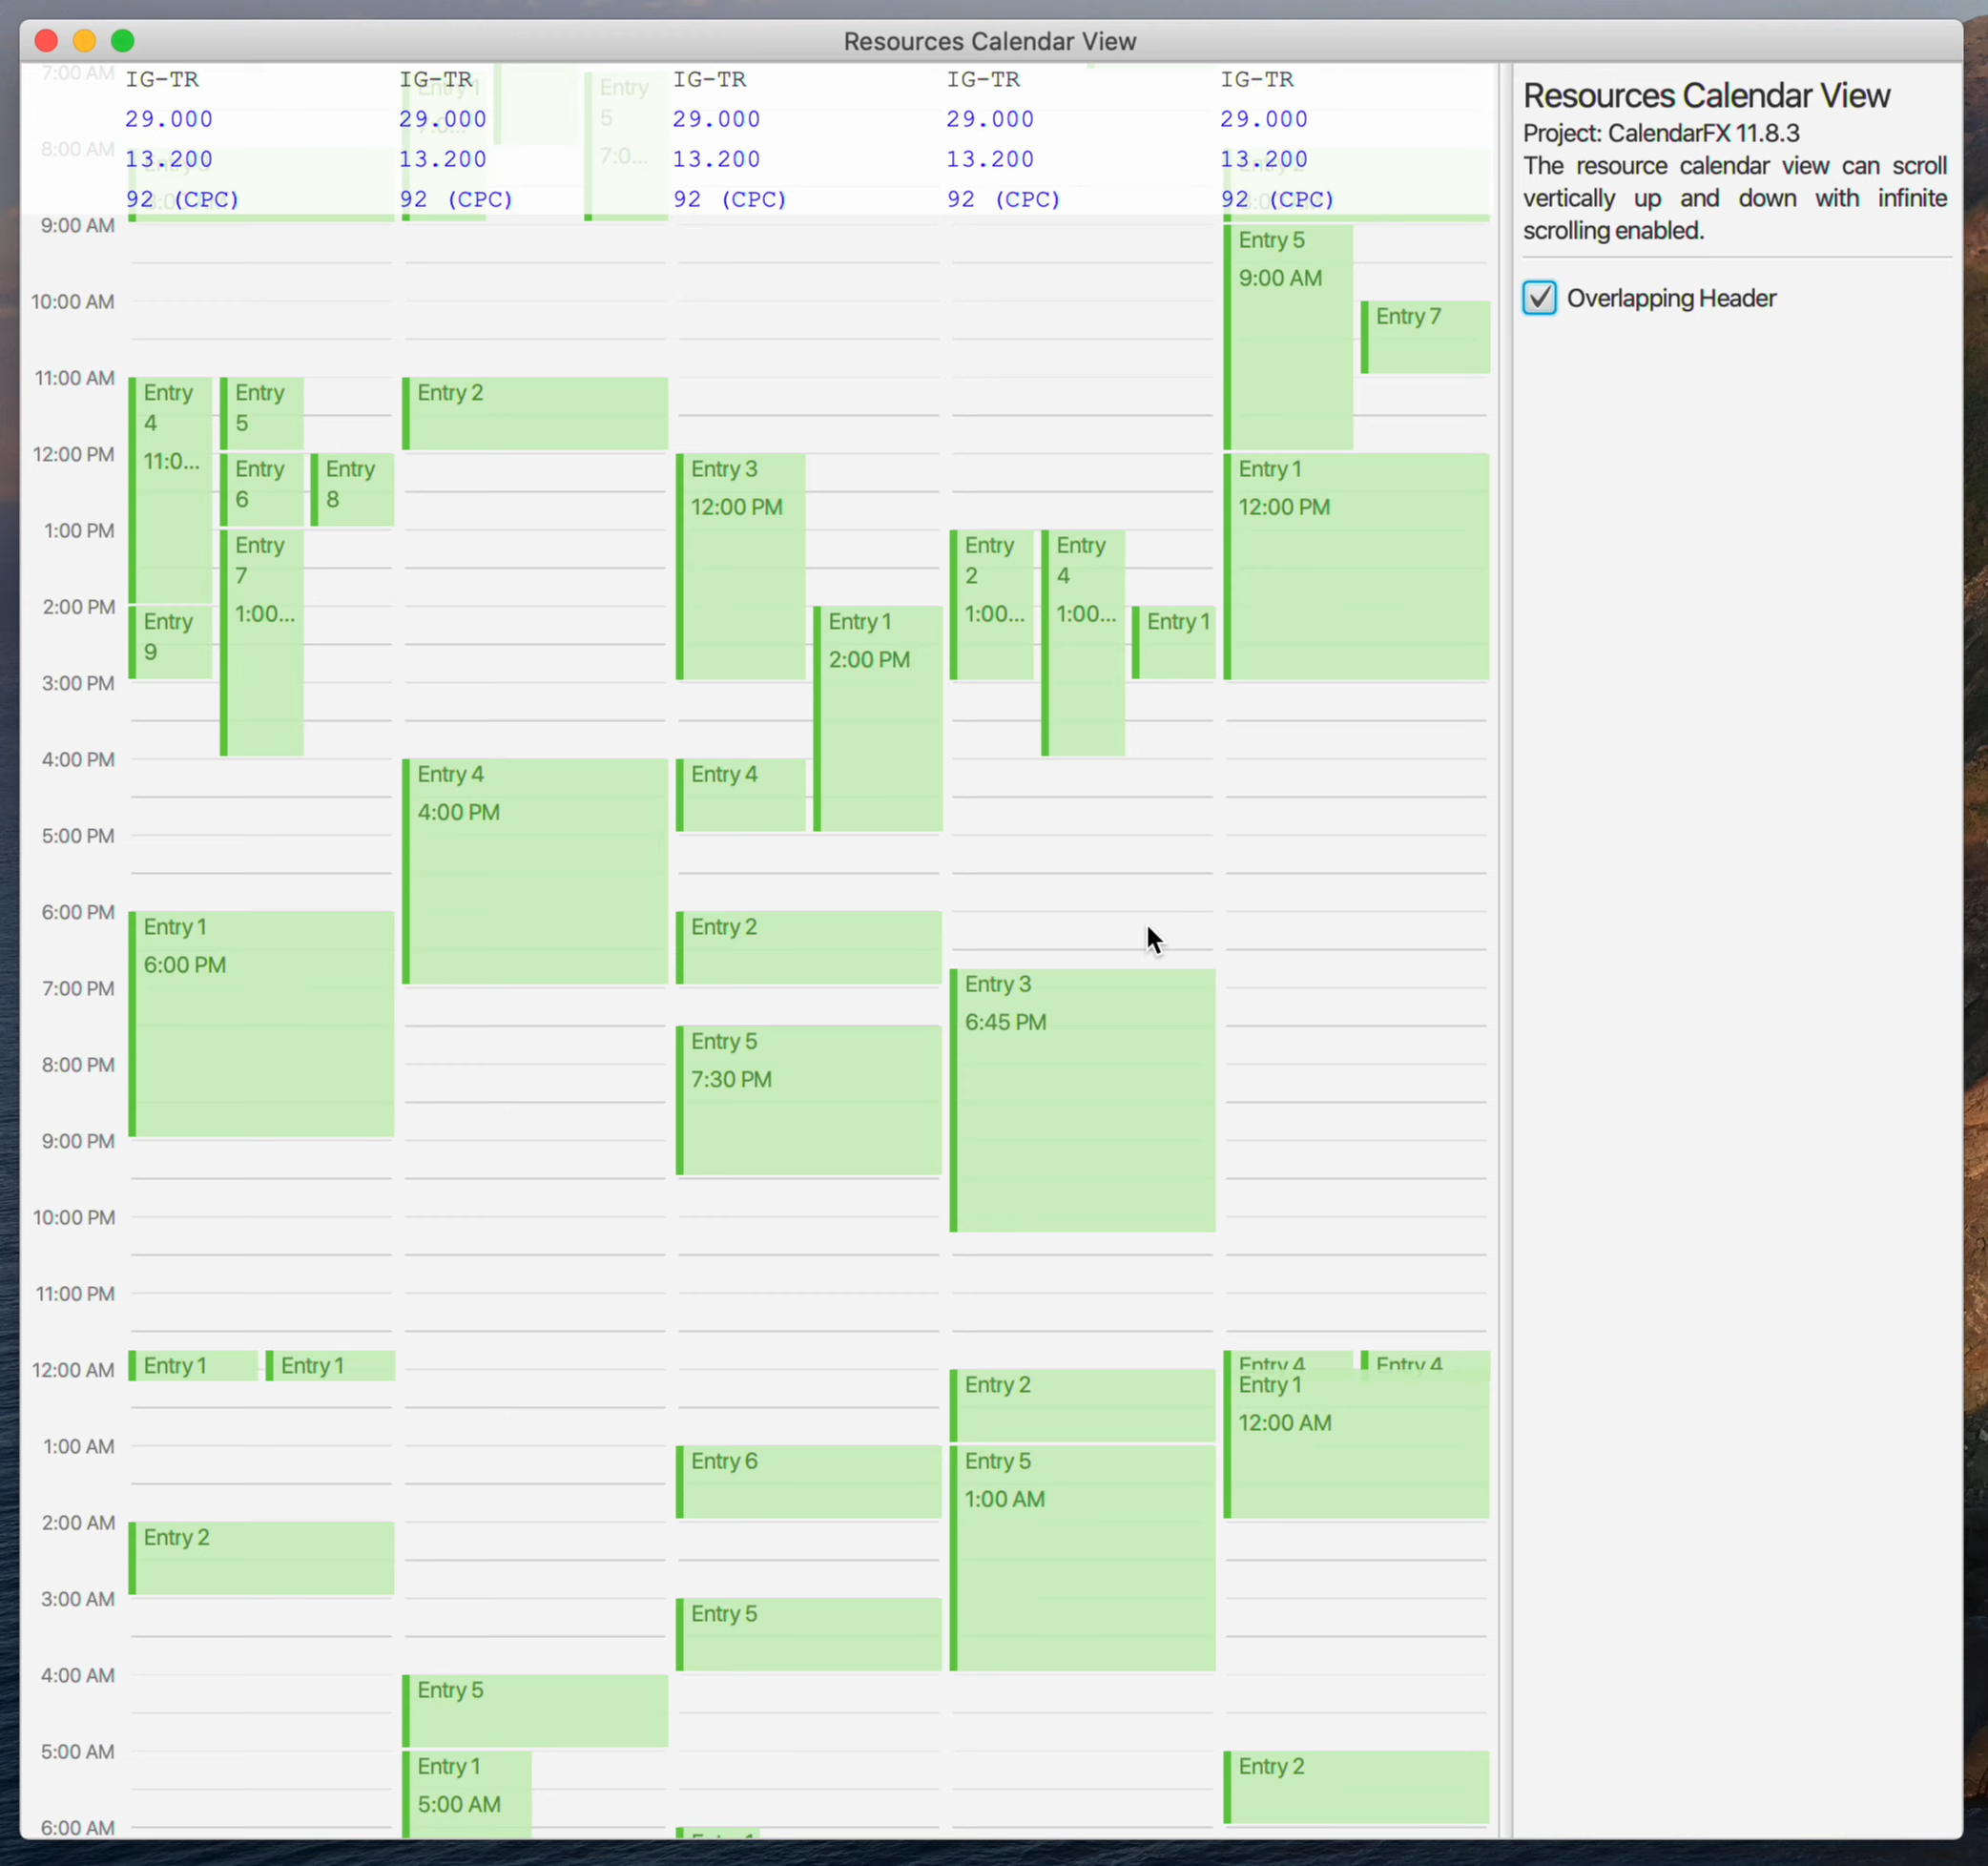 Resources Calendar View
7:00 AM
8:00 AM
9:00 AM
10:00 AM
11:00 AM
12:00 PM
1:00 PM
2:00 PM
3:00 PM
4:00 PM
5:00 PM
6:00 PM
7:00 PM
8:00 PM
9:00 PM
10:00 PM
11:00 PM
12:00 AM
1:00 AM
2:00 AM
3:00 AM
4:00 AM
5:00 AM
6:00 AM
IG-TR
29.000
13.200
92 (CPC)
Entry
4
11:0...
Entry
5
Entry
6
Entry
8
Entry
7
1:00...
Entry
9
Entry 1
6:00 PM
Entry 1
Entry 1
Entry 2
IG-TR
29.000
13.200
92 (CPC)
Entry 1
Entry
5
7:0...
Entry 2
Entry 4
4:00 PM
Entry 5
Entry 1
5:00 AM
IG-TR
29.000
13.200
92 (CPC)
Entry 3
12:00 PM
Entry 1
2:00 PM
Entry 4
Entry 2
Entry 5
7:30 PM
Entry 6
Entry 5
IG-TR
29.000
13.200
92 (CPC)
Entry
2
1:00...
Entry
4
1:00...
Entry 1
Entry 3
6:45 PM
Entry 2
Entry 5
1:00 AM
IG-TR
29.000
13.200
92 (CPC)
Entry 5
9:00 AM
Entry 7
Entry 1
12:00 PM
Entry 4
Entry 4
Entry 1
12:00 AM
Entry 2
Resources Calendar View
Project: CalendarFX 11.8.3
The resource calendar view can scroll
vertically up and down with infinite
scrolling enabled.
Overlapping Header